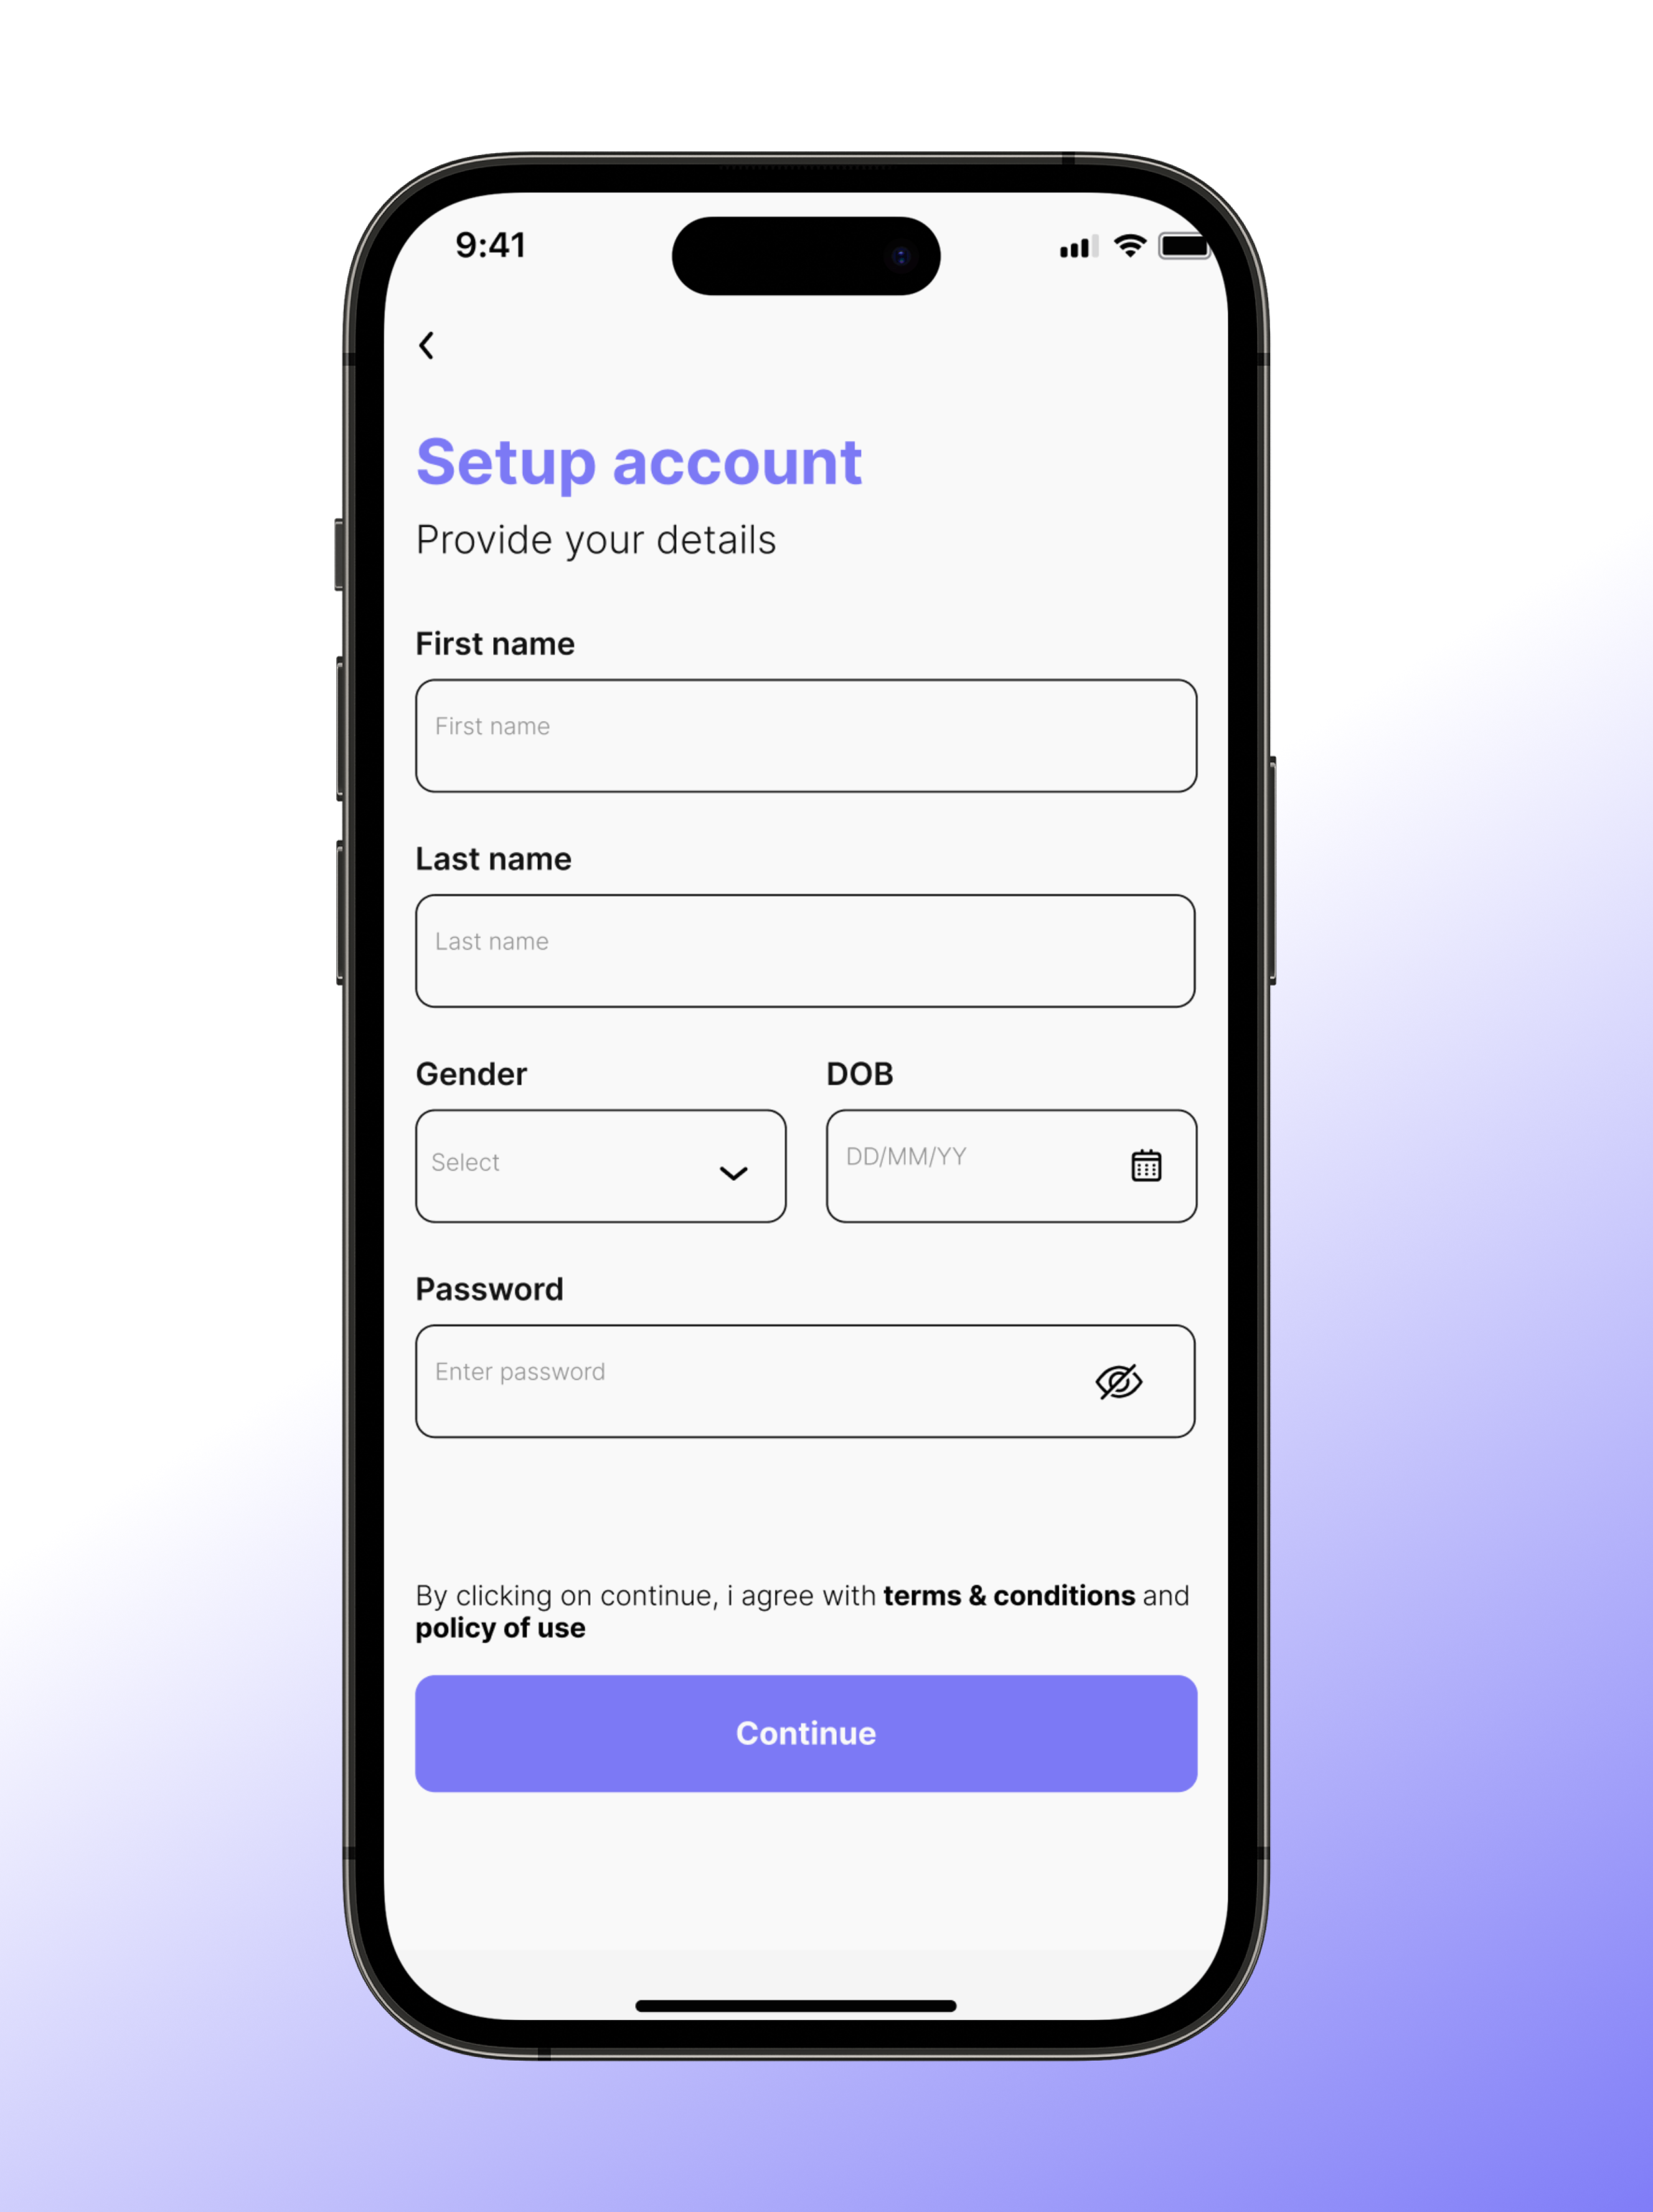 9:41
Setup account
Provide your details
First name
First name
Last name
Last name
Gender DOB
Select DD/MM/YY
Password
Enter password
By clicking on continue, i agree with terms & conditions and
policy of use
Continue